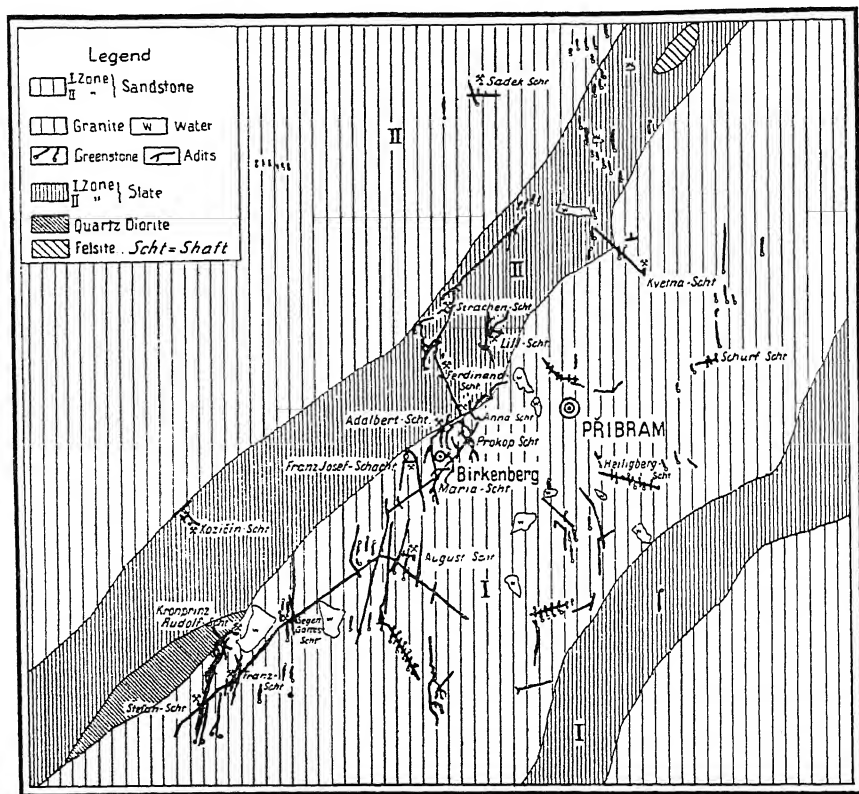 Legend
I. Zone
II „ } Sandstone
Granite w Water
Greenstone Adits
I. Zone
II „ } Slate
Quartz Diorite
Felsite .. Scht = Shaft
II
Sadek Scht
w
II
Kvetna-Scht
Strachen-Scht
Lill-Scht.
Schurf Scht
Ferdinand-
Scht
Adalbert-Scht.
Anna Scht
PŘIBRAM
Prokop Scht
Franz Josef-Schacht
Birkenberg
Heiligberg-
Scht
Maria-Scht
Kozičin-Scht
August Scht
I
Kronprinz
Rudolf-Scht
w
w
Segen
Gottes-
Scht
Franz-
Scht
Stefan-Scht
I